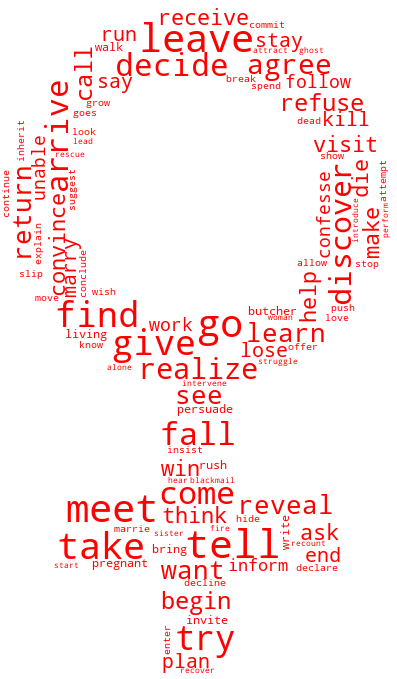 receive
commit
run
leave
stay
walk
attract
ghost
decide
agree
call
say
break
spend
follow
grow
goes
refuse
dead
kill
look
lead
rescue
visit
show
arrive
unable
inherit
continue
return
explain
suggest
convince
marry
conclude
slip
move
wish
die
attempt
confesse
discover
introduce
perform
make
allow
stop
help
push
love
find
go
butcher
woman
work
living
know
give
learn
lose
offer
struggle
alone
realize
intervene
see
persuade
fall
insist
win
rush
hear
blackmail
come
meet
think
reveal
hide
fire
marrie
sister
write
ask
recount
take
tell
bring
end
start
pregnant
want
inform
declare
decline
begin
invite
enter
try
plan
recover